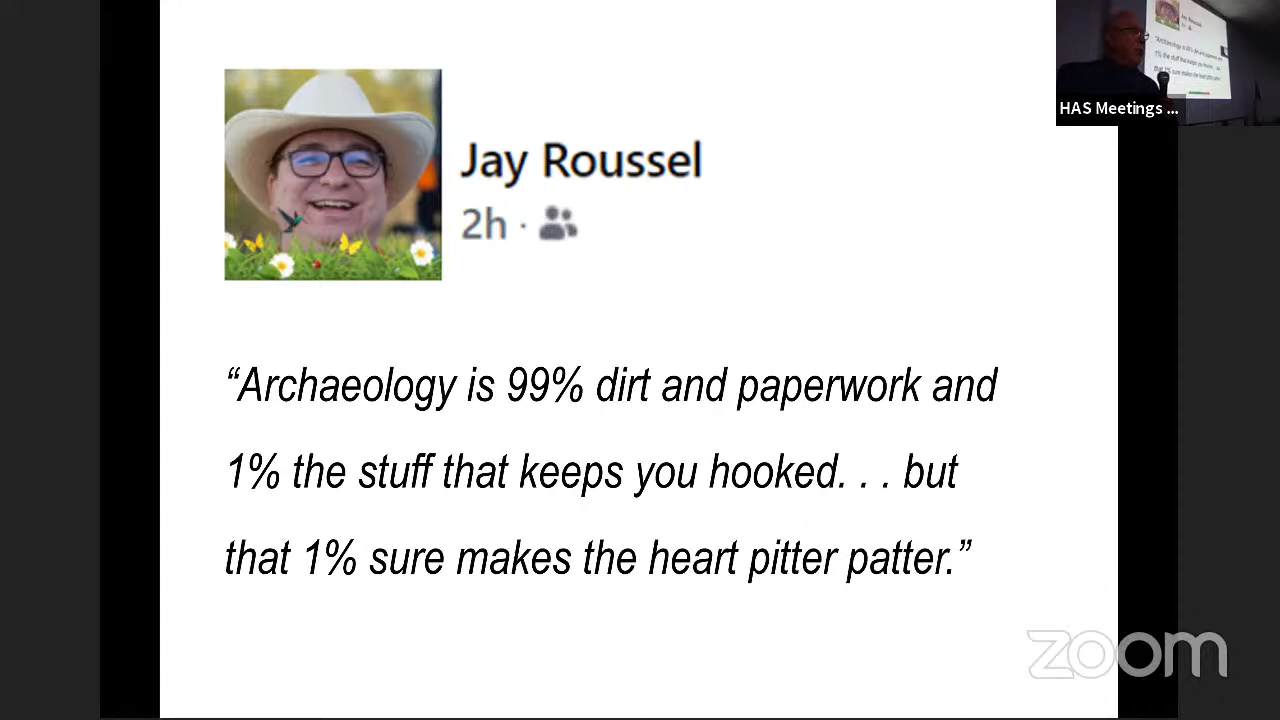 Jay Roussel
2h ·
“Archaeology is 99% dirt and paperwork and
1% the stuff that keeps you hooked. . . but
that 1% sure makes the heart pitter patter.”
HAS Meetings ...
zoom